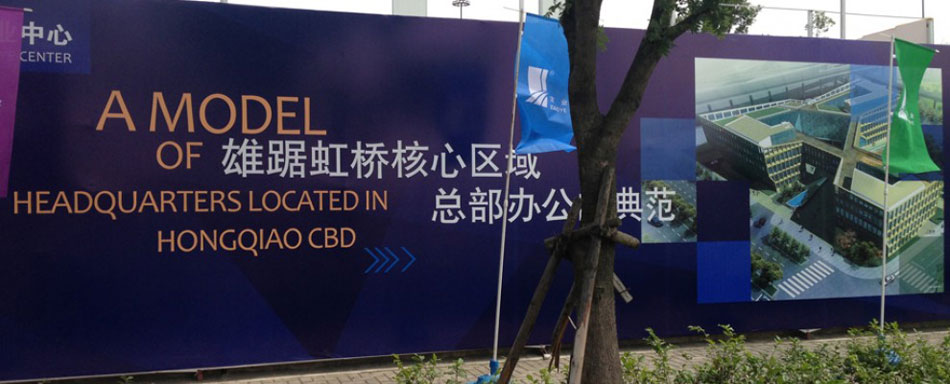 中心
CENTER
A MODEL
OF 雄踞虹桥核心区域
HEADQUARTERS LOCATED IN
总部办公 典范
HONGQIAO CBD